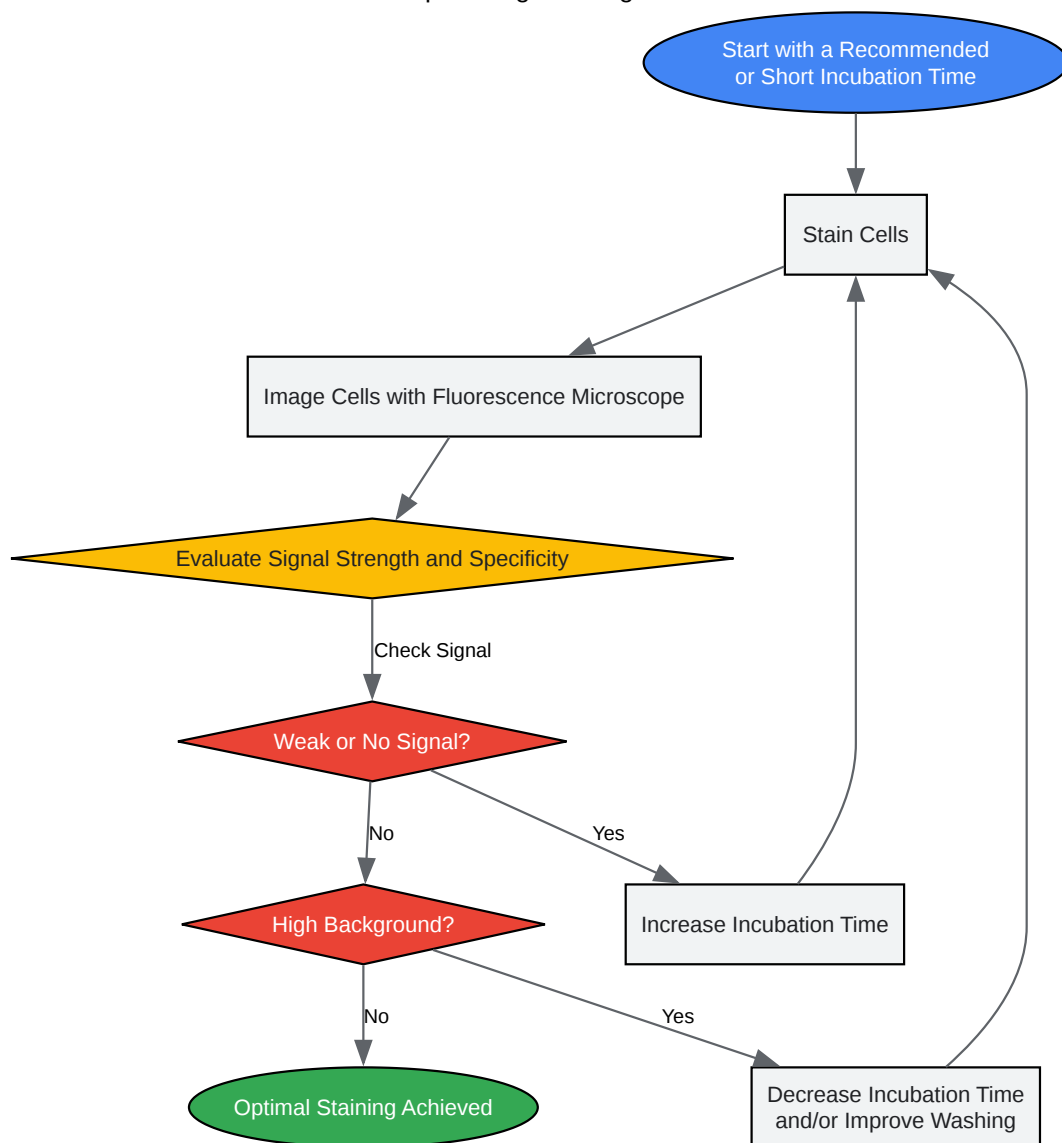 Start with a Recommended
or Short Incubation Time
Stain Cells
Image Cells with Fluorescence Microscope
Evaluate Signal Strength and Specificity
Check Signal
Weak or No Signal?
No
Yes
High Background?
Increase Incubation Time
No
Yes
Optimal Staining Achieved
Decrease Incubation Time
and/or Improve Washing